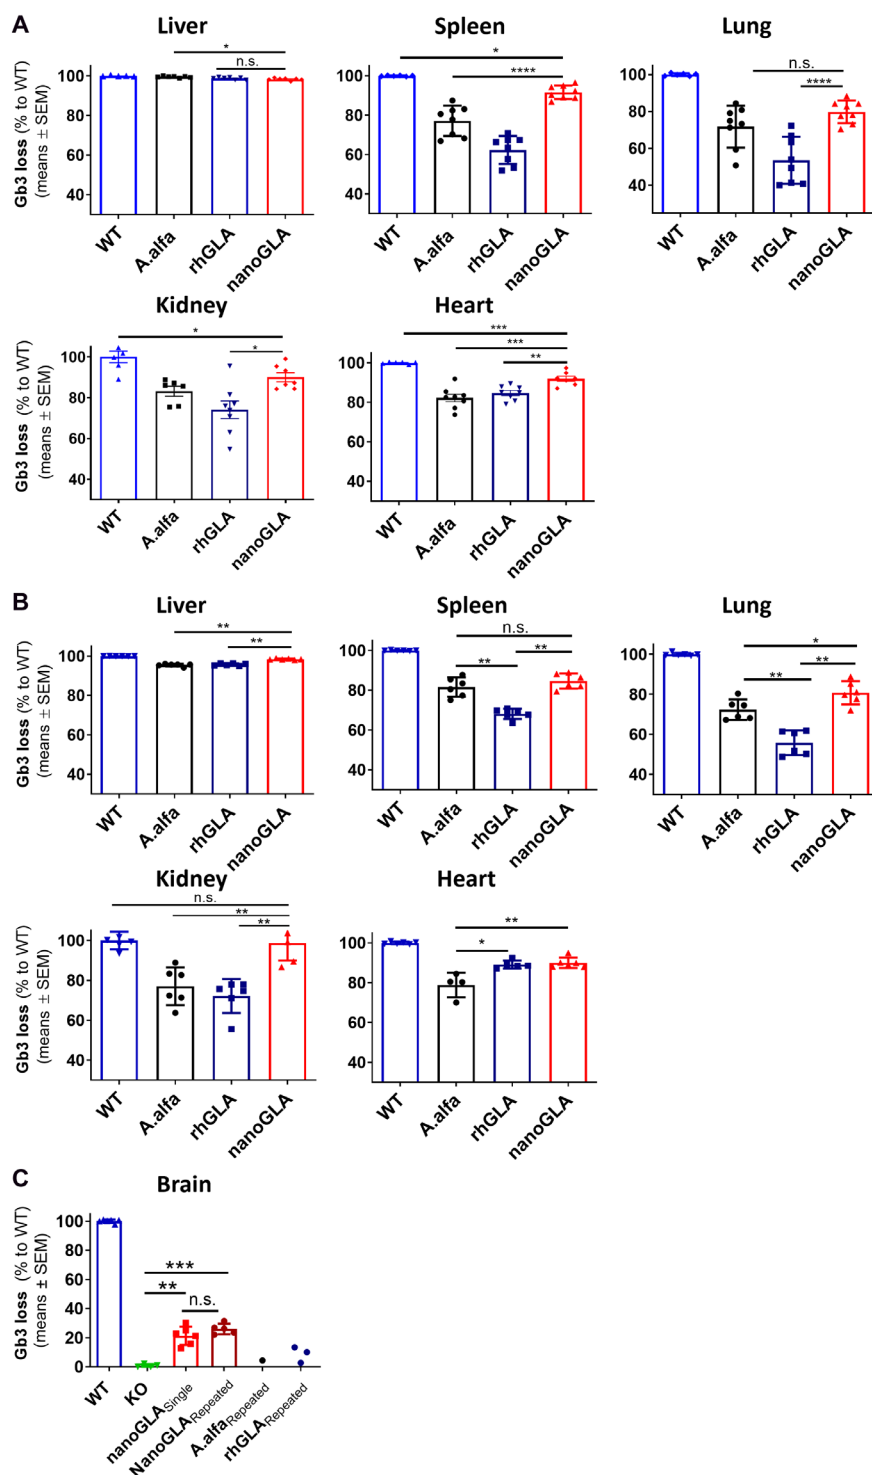 A
Liver
Gb3 loss (% to WT)
(means ± SEM)
100
80
60
40
*
n.s.
WT
A.alfa
rhGLA
nanoGLA
Spleen
100
80
60
40
*
****
WT
A.alfa
rhGLA
nanoGLA
Lung
100
80
60
40
n.s.
****
WT
A.alfa
rhGLA
nanoGLA
Kidney
Gb3 loss (% to WT)
(means ± SEM)
100
80
60
40
*
*
WT
A.alfa
rhGLA
nanoGLA
Heart
100
80
60
40
***
***
**
WT
A.alfa
rhGLA
nanoGLA
B
Liver
Gb3 loss (% to WT)
(means ± SEM)
100
80
60
40
**
**
WT
A.alfa
rhGLA
nanoGLA
Spleen
100
80
60
40
n.s.
**
**
WT
A.alfa
rhGLA
nanoGLA
Lung
100
80
60
40
*
**
**
WT
A.alfa
rhGLA
nanoGLA
Kidney
Gb3 loss (% to WT)
(means ± SEM)
100
80
60
40
n.s.
**
**
WT
A.alfa
rhGLA
nanoGLA
Heart
100
80
60
40
**
*
WT
A.alfa
rhGLA
nanoGLA
C
Brain
Gb3 loss (% to WT)
(means ± SEM)
100
80
60
40
20
0
***
**
n.s.
WT
KO
nanoGLASingle
NanoGLARepeated
A.alfaRepeated
rhGLARepeated